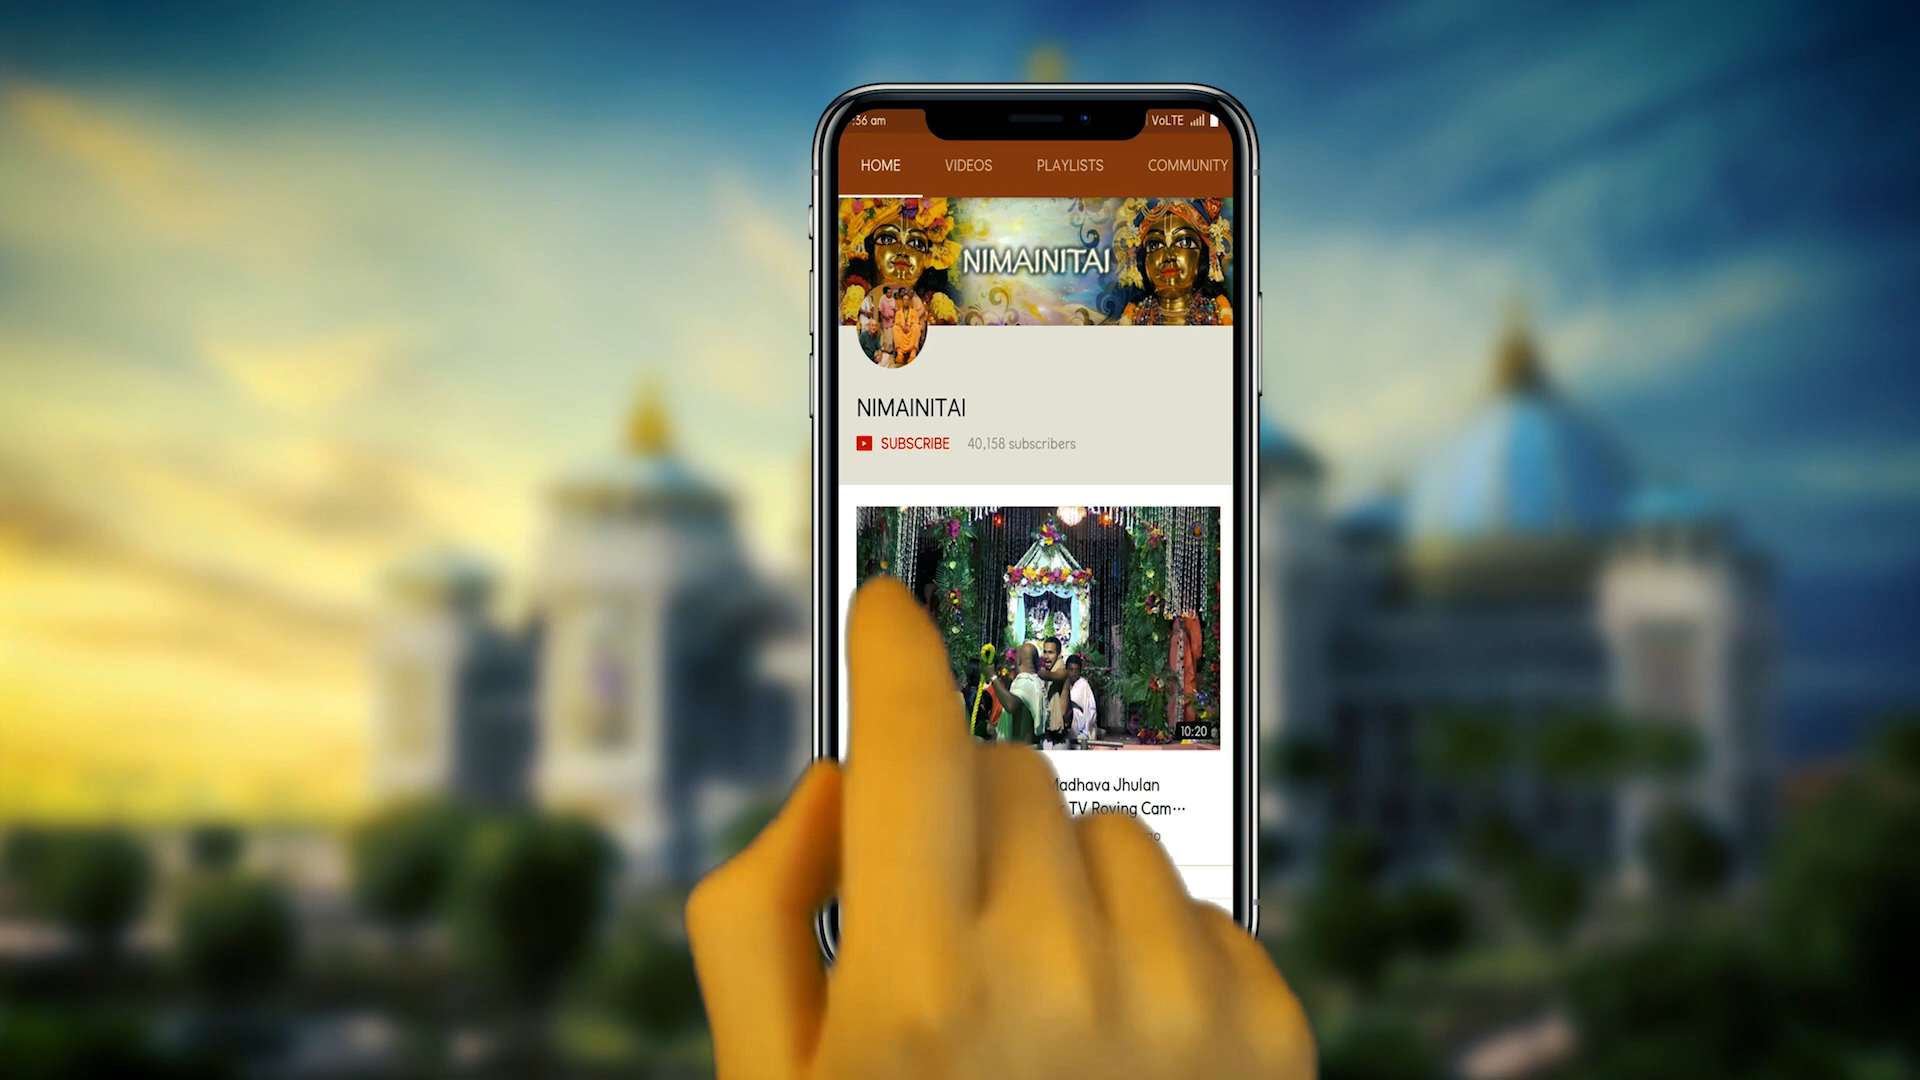 :36 am
VoLTE
HOME VIDEOS PLAYLISTS COMMUNITY
NIMAINITAI
NIMAINITAI
SUBSCRIBE 40,158 subscribers
10:20
Madhava Jhulan
TV Roving Cam…